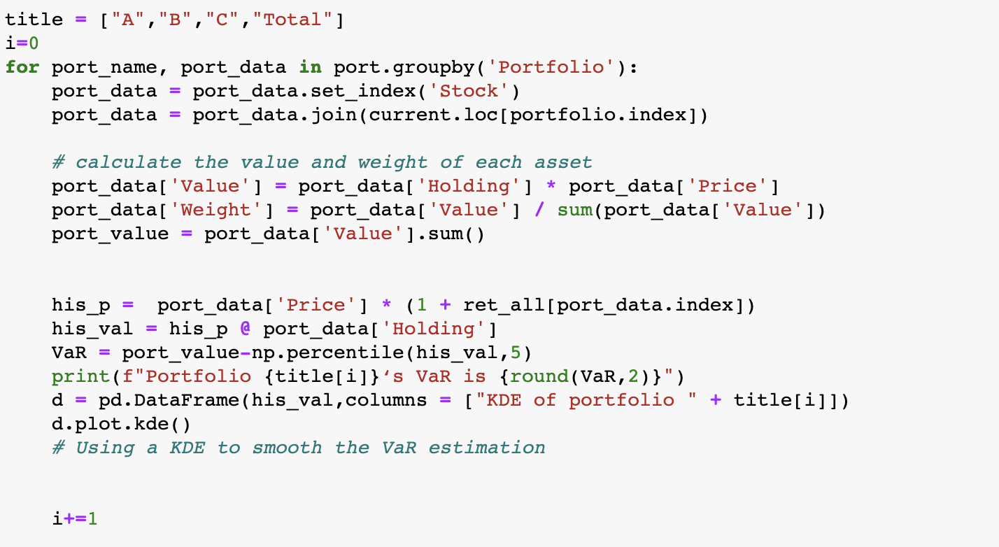 title = ["A","B","C","Total"]
i=0
for port_name, port_data in port.groupby('Portfolio'):
    port_data = port_data.set_index('Stock')
    port_data = port_data.join(current.loc[portfolio.index])
    # calculate the value and weight of each asset
    port_data['Value'] = port_data['Holding'] * port_data['Price']
    port_data['Weight'] = port_data['Value'] / sum(port_data['Value'])
    port_value = port_data['Value'].sum()
    his_p =  port_data['Price'] * (1 + ret_all[port_data.index])
    his_val = his_p @ port_data['Holding']
    VaR = port_value-np.percentile(his_val,5)
    print(f"Portfolio {title[i]}‘s VaR is {round(VaR,2)}")
    d = pd.DataFrame(his_val,columns = ["KDE of portfolio " + title[i]])
    d.plot.kde()
    # Using a KDE to smooth the VaR estimation
    i+=1